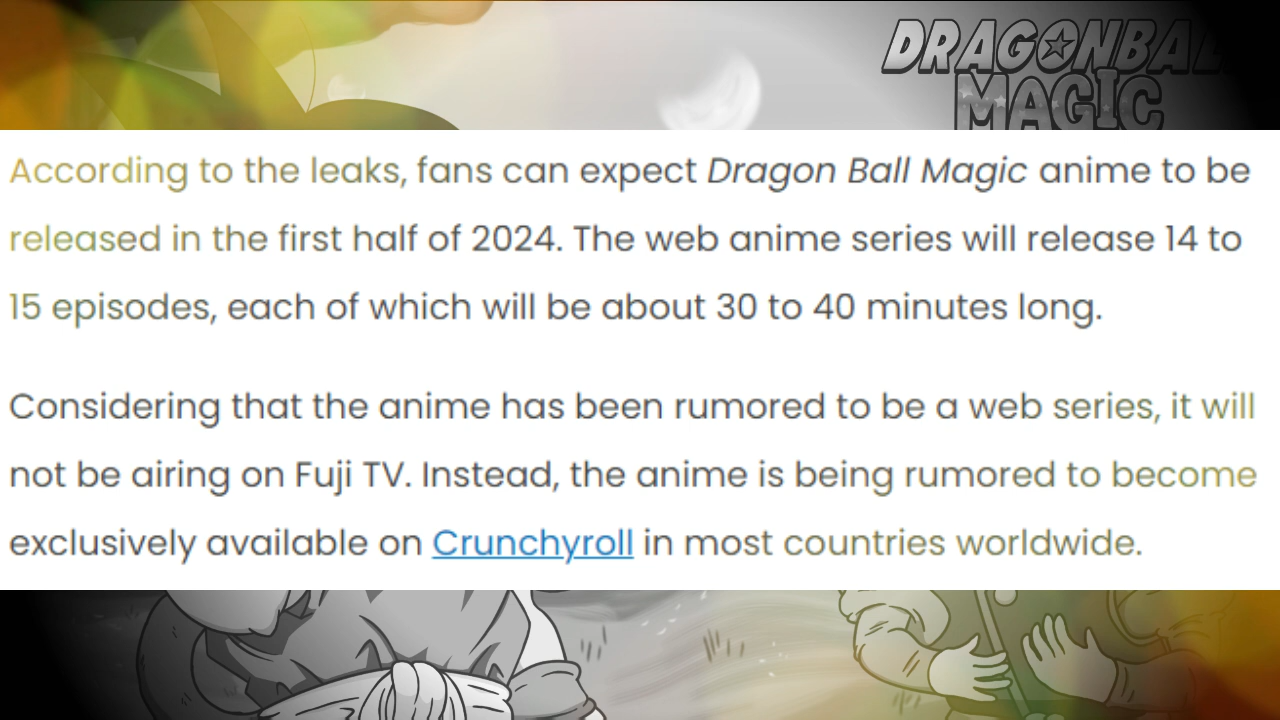 DRAGONBALL
MAGIC
According to the leaks, fans can expect Dragon Ball Magic anime to be
released in the first half of 2024. The web anime series will release 14 to
15 episodes, each of which will be about 30 to 40 minutes long.
Considering that the anime has been rumored to be a web series, it will
not be airing on Fuji TV. Instead, the anime is being rumored to become
exclusively available on Crunchyroll in most countries worldwide.